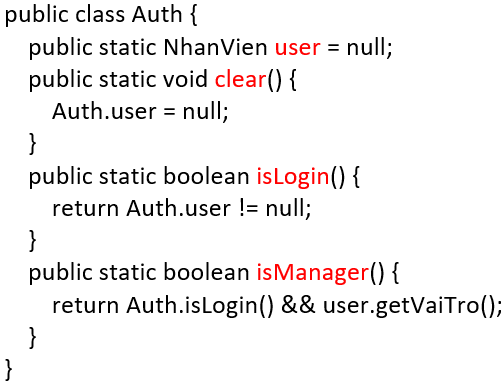 public class Auth {
public static NhanVien user = null;
public static void clear() {
Auth.user = null;
}
public static boolean isLogin() {
return Auth.user != null;
}
public static boolean isManager() {
return Auth.isLogin() && user.getVaiTro();
}
}